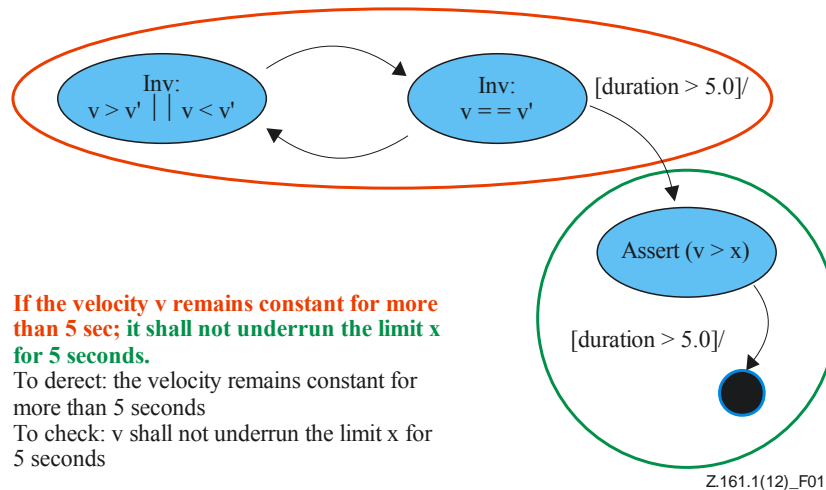 Inv:
v > v' || v < v'
Inv:
v = = v'
[duration > 5.0]/
Assert (v > x)
[duration > 5.0]/
If the velocity v remains constant for more
than 5 sec; it shall not underrun the limit x
for 5 seconds.
To derect: the velocity remains constant for
more than 5 seconds
To check: v shall not underrun the limit x for
5 seconds
Z.161.1(12)_F01